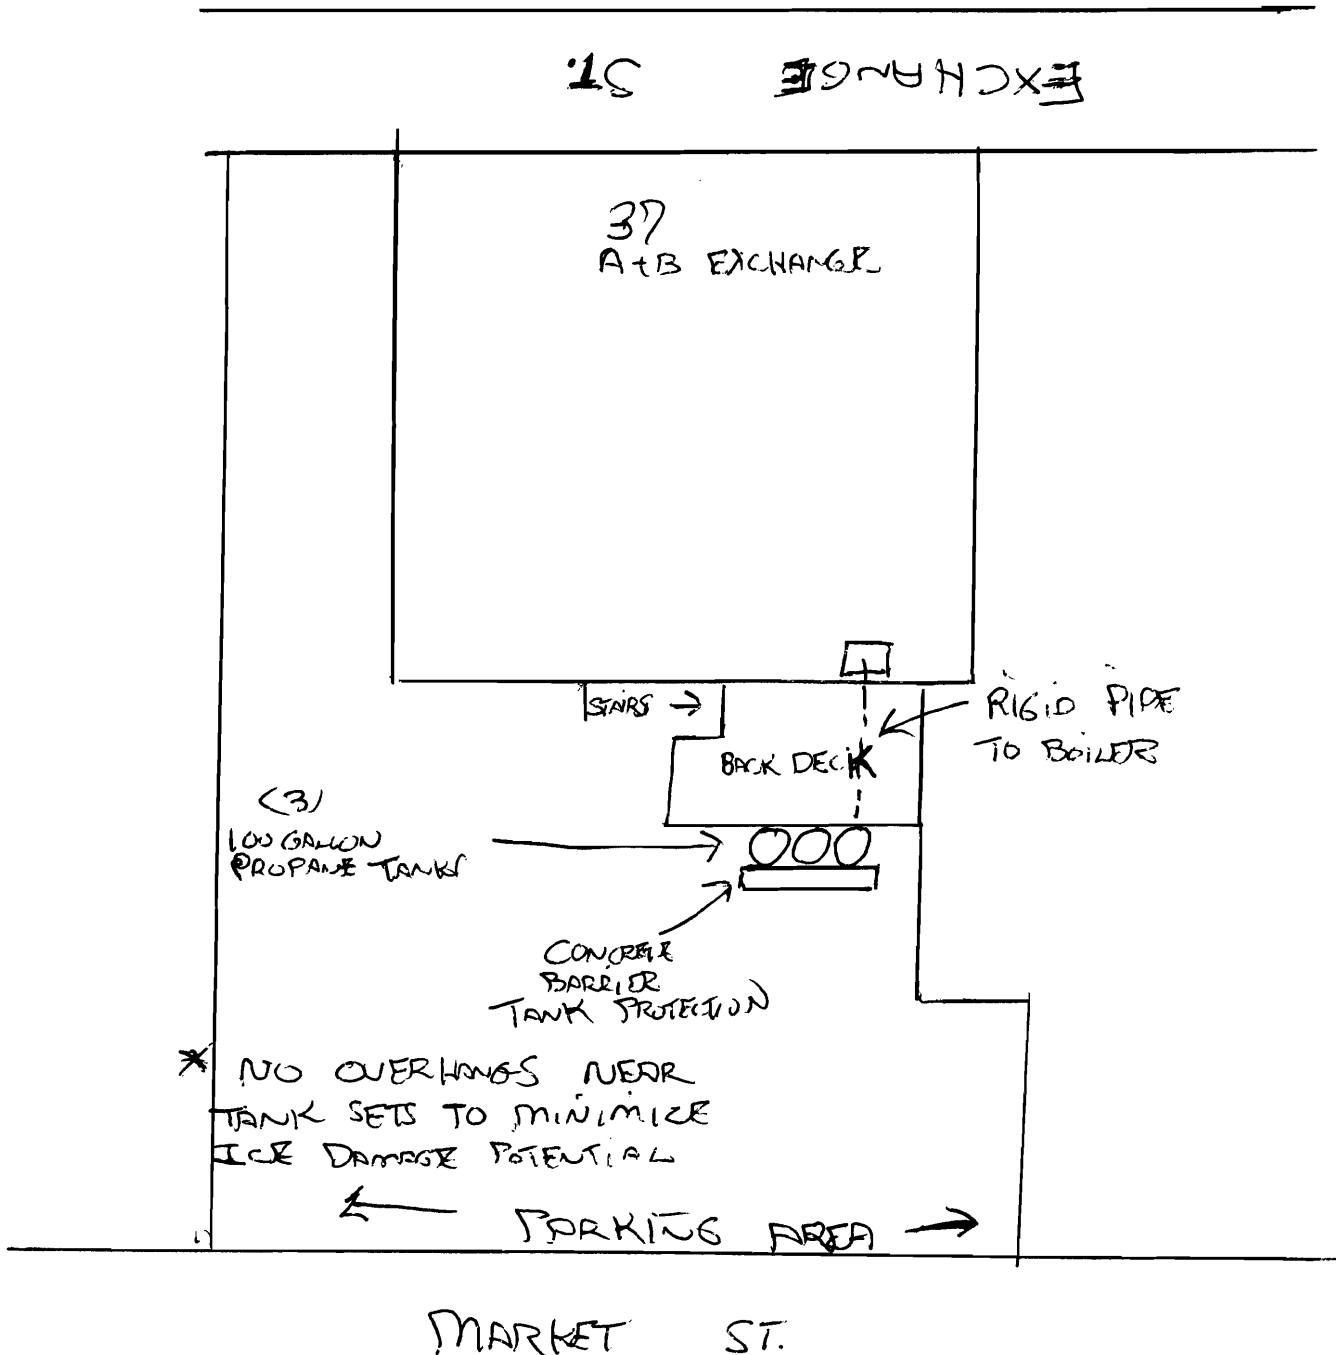 EXCHANGE ST.
37
A+B EXCHANGE
STAIRS
RIGID PIPE
TO BOILER
BACK DECK
(3)
100 GALLON
PROPANE TANKS
CONCRETE
BARRIER
TANK PROTECTION
* NO OVERHANGS NEAR
TANK SETS TO MINIMIZE
ICE DAMAGE POTENTIAL
PARKING AREA
MARKET ST.